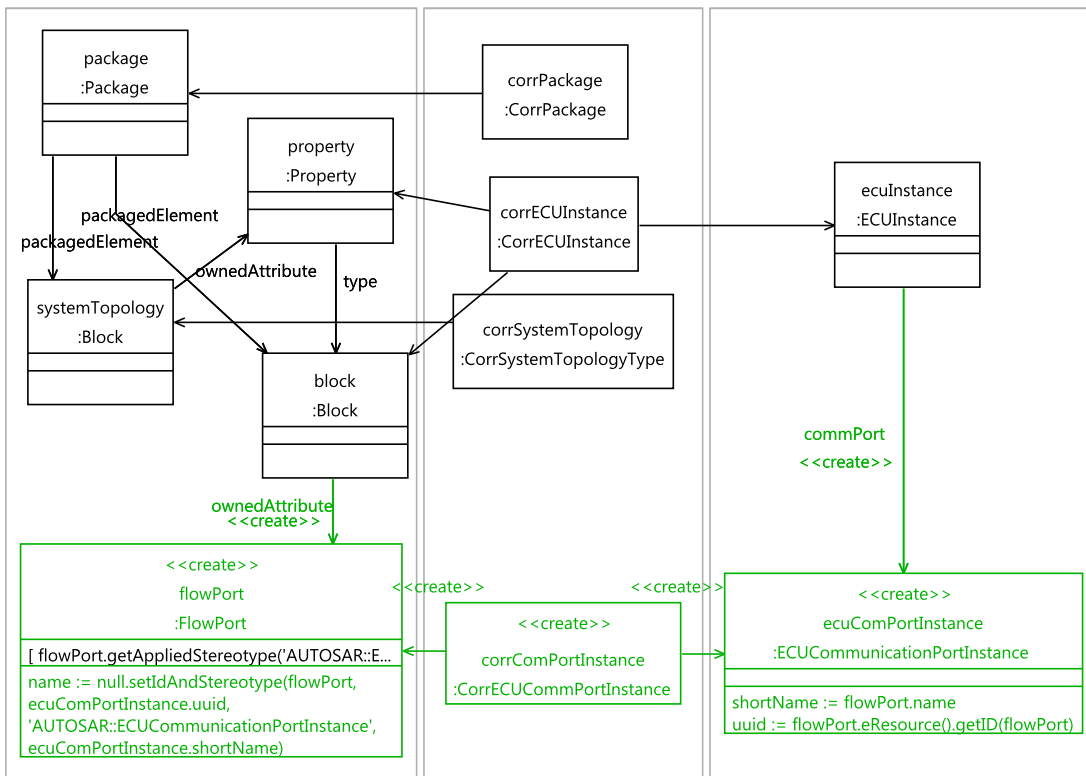 package
:Package
corrPackage
:CorrPackage
property
:Property
packagedElement
packagedElement
ownedAttribute
type
corrECUInstance
:CorrECUInstance
ecuInstance
:ECUInstance
systemTopology
:Block
corrSystemTopology
:CorrSystemTopologyType
block
:Block
commPort
<<create>>
ownedAttribute
<<create>>
<<create>>
flowPort
:FlowPort
[ flowPort.getAppliedStereotype('AUTOSAR::E...
name := null.setIdAndStereotype(flowPort,
ecuComPortInstance.uuid,
'AUTOSAR::ECUCommunicationPortInstance',
ecuComPortInstance.shortName)
<<create>>
<<create>>
<<create>>
corrComPortInstance
:CorrECUCommPortInstance
<<create>>
ecuComPortInstance
:ECUCommunicationPortInstance
shortName := flowPort.name
uuid := flowPort.eResource().getID(flowPort)